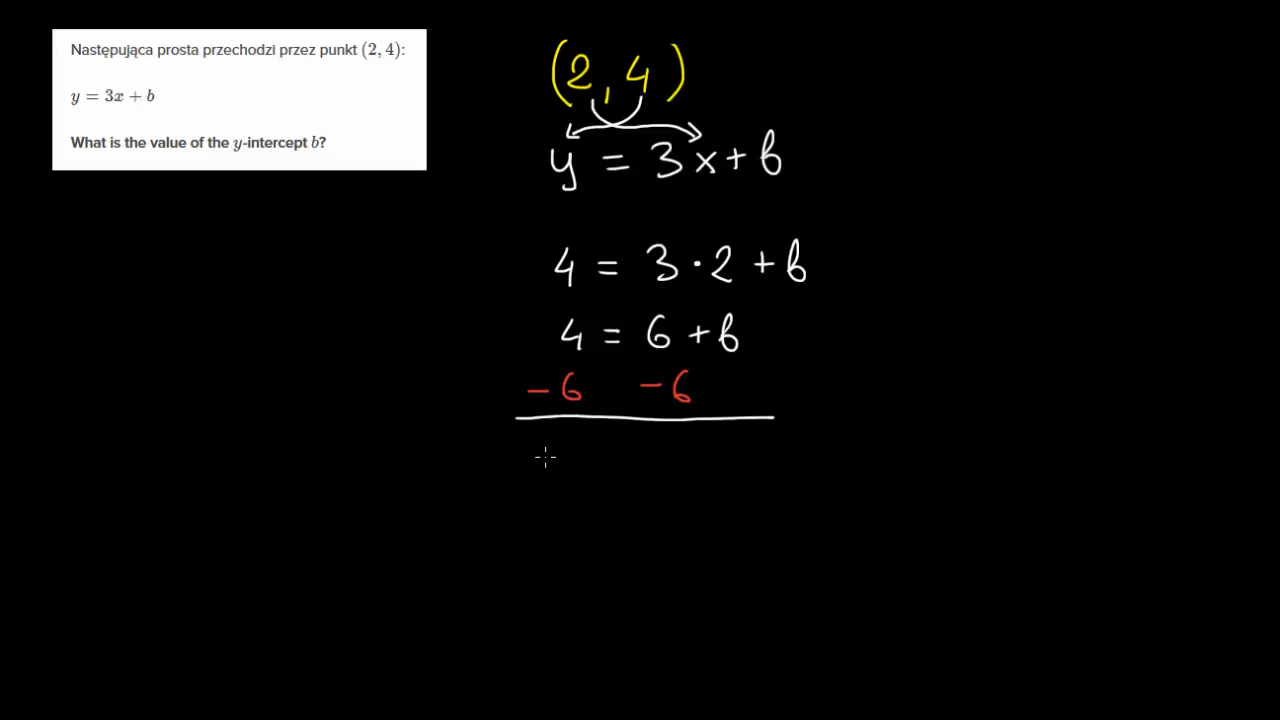 Następująca prosta przechodzi przez punkt (2, 4):
y = 3x + b
What is the value of the y-intercept b?
(2, 4)
y = 3x + b
4 = 3 · 2 + b
4 = 6 + b
- 6 - 6